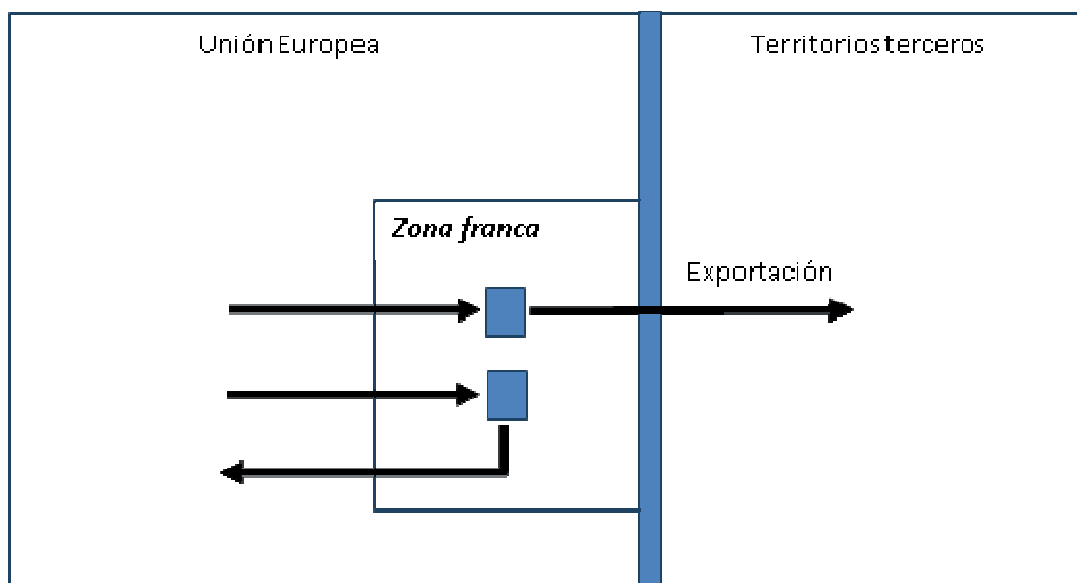 Unión Europea
Territorios terceros
Zona franca
Exportación